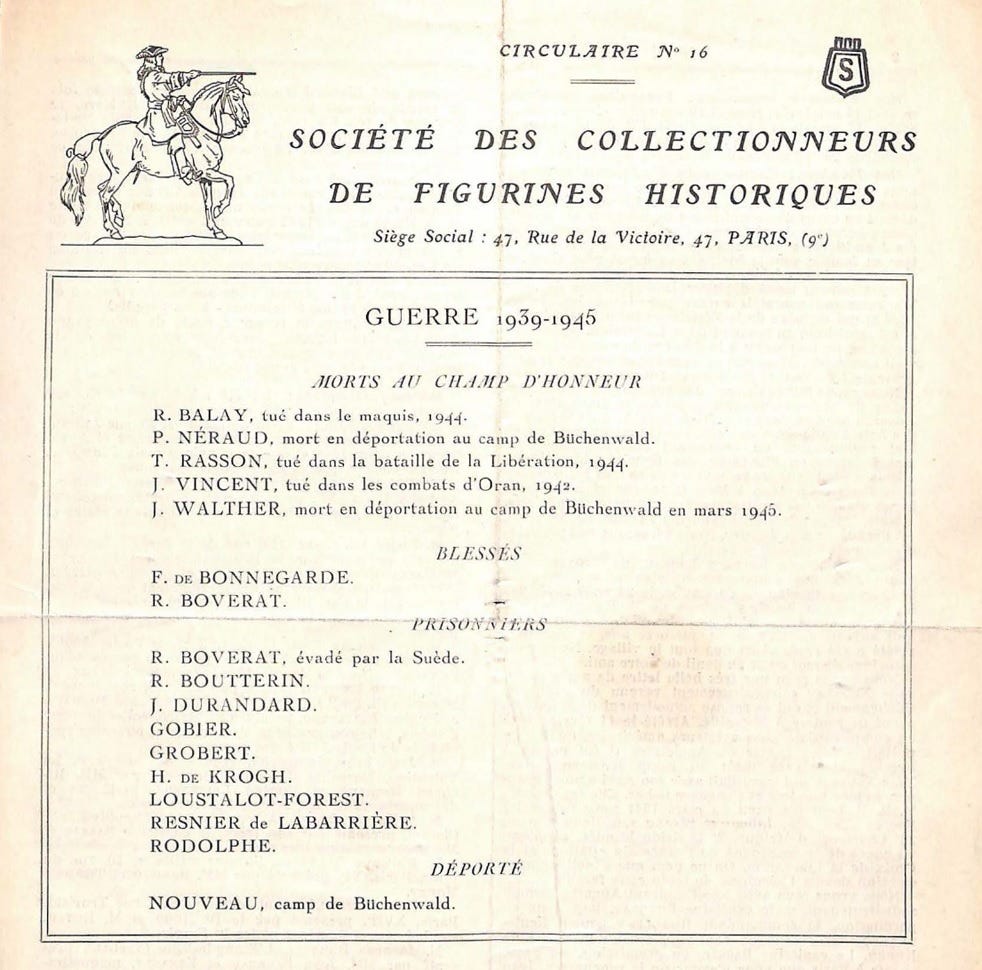 CIRCULAIRE No 16
S
SOCIÉTÉ DES COLLECTIONNEURS
DE FIGURINES HISTORIQUES
Siège Social : 47, Rue de la Victoire, 47, PARIS, (9e)
GUERRE 1939-1945
MORTS AU CHAMP D'HONNEUR
R. BALAY, tué dans le maquis, 1944.
P. NÉRAUD, mort en déportation au camp de Büchenwald.
T. RASSON, tué dans la bataille de la Libération, 1944.
J. VINCENT, tué dans les combats d'Oran, 1942.
J. WALTHER, mort en déportation au camp de Büchenwald en mars 1945.
BLESSÉS
F. DE BONNEGARDE.
R. BOVERAT.
PRISONNIERS
R. BOVERAT, évadé par la Suède.
R. BOUTTERIN.
J. DURANDARD.
GOBIER.
GROBERT.
H. DE KROGH.
LOUSTALOT-FOREST.
RESNIER de LABARRIÈRE.
RODOLPHE.
DÉPORTÉ
NOUVEAU, camp de Büchenwald.